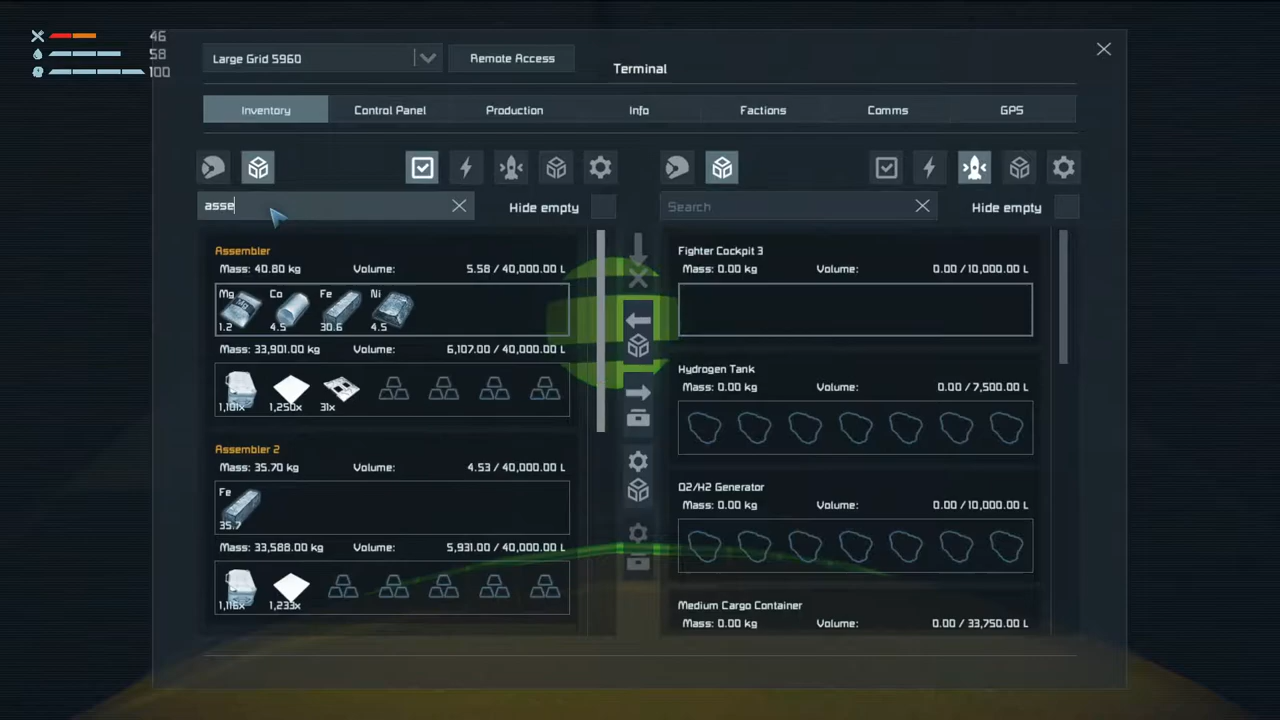 46
58
100
Large Grid 5960
Remote Access
Terminal
Inventory
Control Panel
Production
Info
Factions
Comms
GPS
asse
Hide empty
Search
Hide empty
Assembler
Mass: 40.80 kg Volume: 5.58 / 40,000.00 L
Mg Co Fe Ni
1.2 4.5 30.6 4.5
Mass: 33,901.00 kg Volume: 6,107.00 / 40,000.00 L
1,101x 1,250x 31x
Assembler 2
Mass: 35.70 kg Volume: 4.53 / 40,000.00 L
Fe
35.7
Mass: 33,588.00 kg Volume: 5,931.00 / 40,000.00 L
1,116x 1,233x
Fighter Cockpit 3
Mass: 0.00 kg Volume: 0.00 / 10,000.00 L
Hydrogen Tank
Mass: 0.00 kg Volume: 0.00 / 7,500.00 L
O2/H2 Generator
Mass: 0.00 kg Volume: 0.00 / 10,000.00 L
Medium Cargo Container
Mass: 0.00 kg Volume: 0.00 / 33,750.00 L